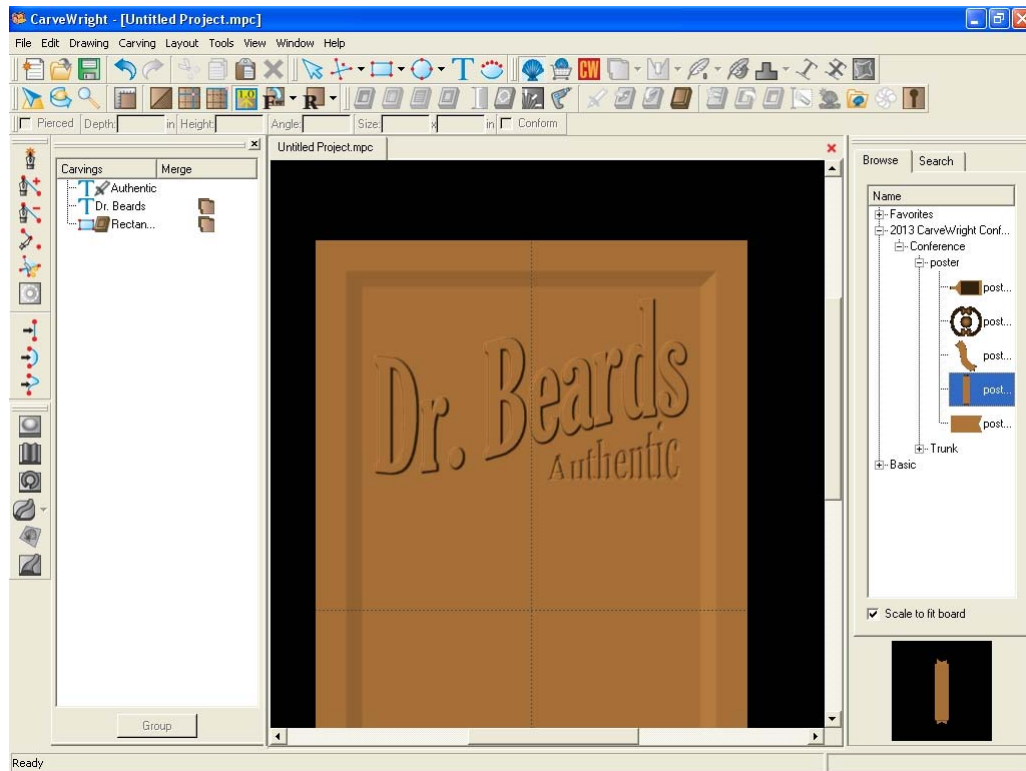 CarveWright - [Untitled Project.mpc]
File Edit Drawing Carving Layout Tools View Window Help
T CW
F R
Pierced Depth: in Height: Angle: Size: x in Conform
Untitled Project.mpc
Carvings Merge
T Authentic
T Dr. Beards
Rectan...
Group
Dr. Beards
Authentic
Browse Search
Name
Favorites
2013 CarveWright Conf...
Conference
poster
post...
post...
post...
post...
post...
Trunk
Basic
Scale to fit board
Ready